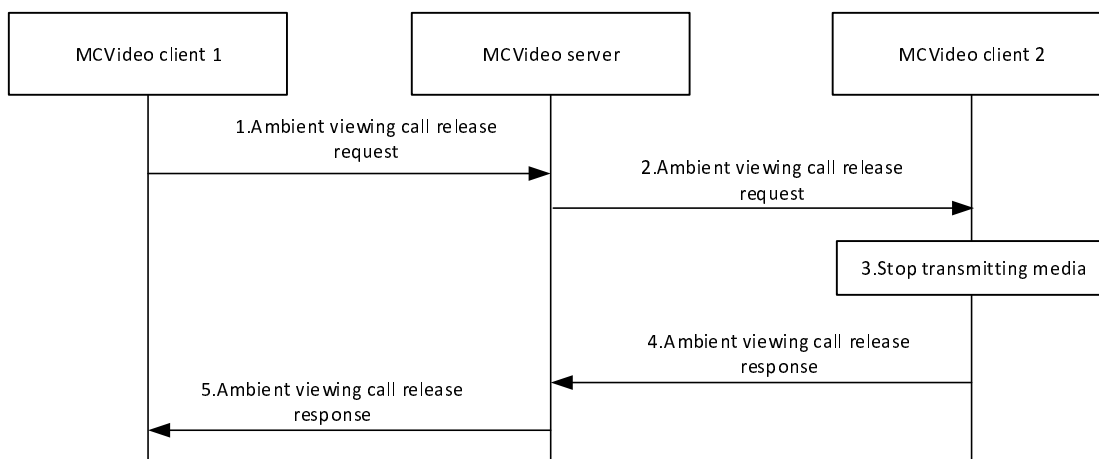 MCVideo client 1
MCVideo server
MCVideo client 2
1.Ambient viewing call release
request
2.Ambient viewing call release
request
3.Stop transmitting media
4.Ambient viewing call release
response
5.Ambient viewing call release
response